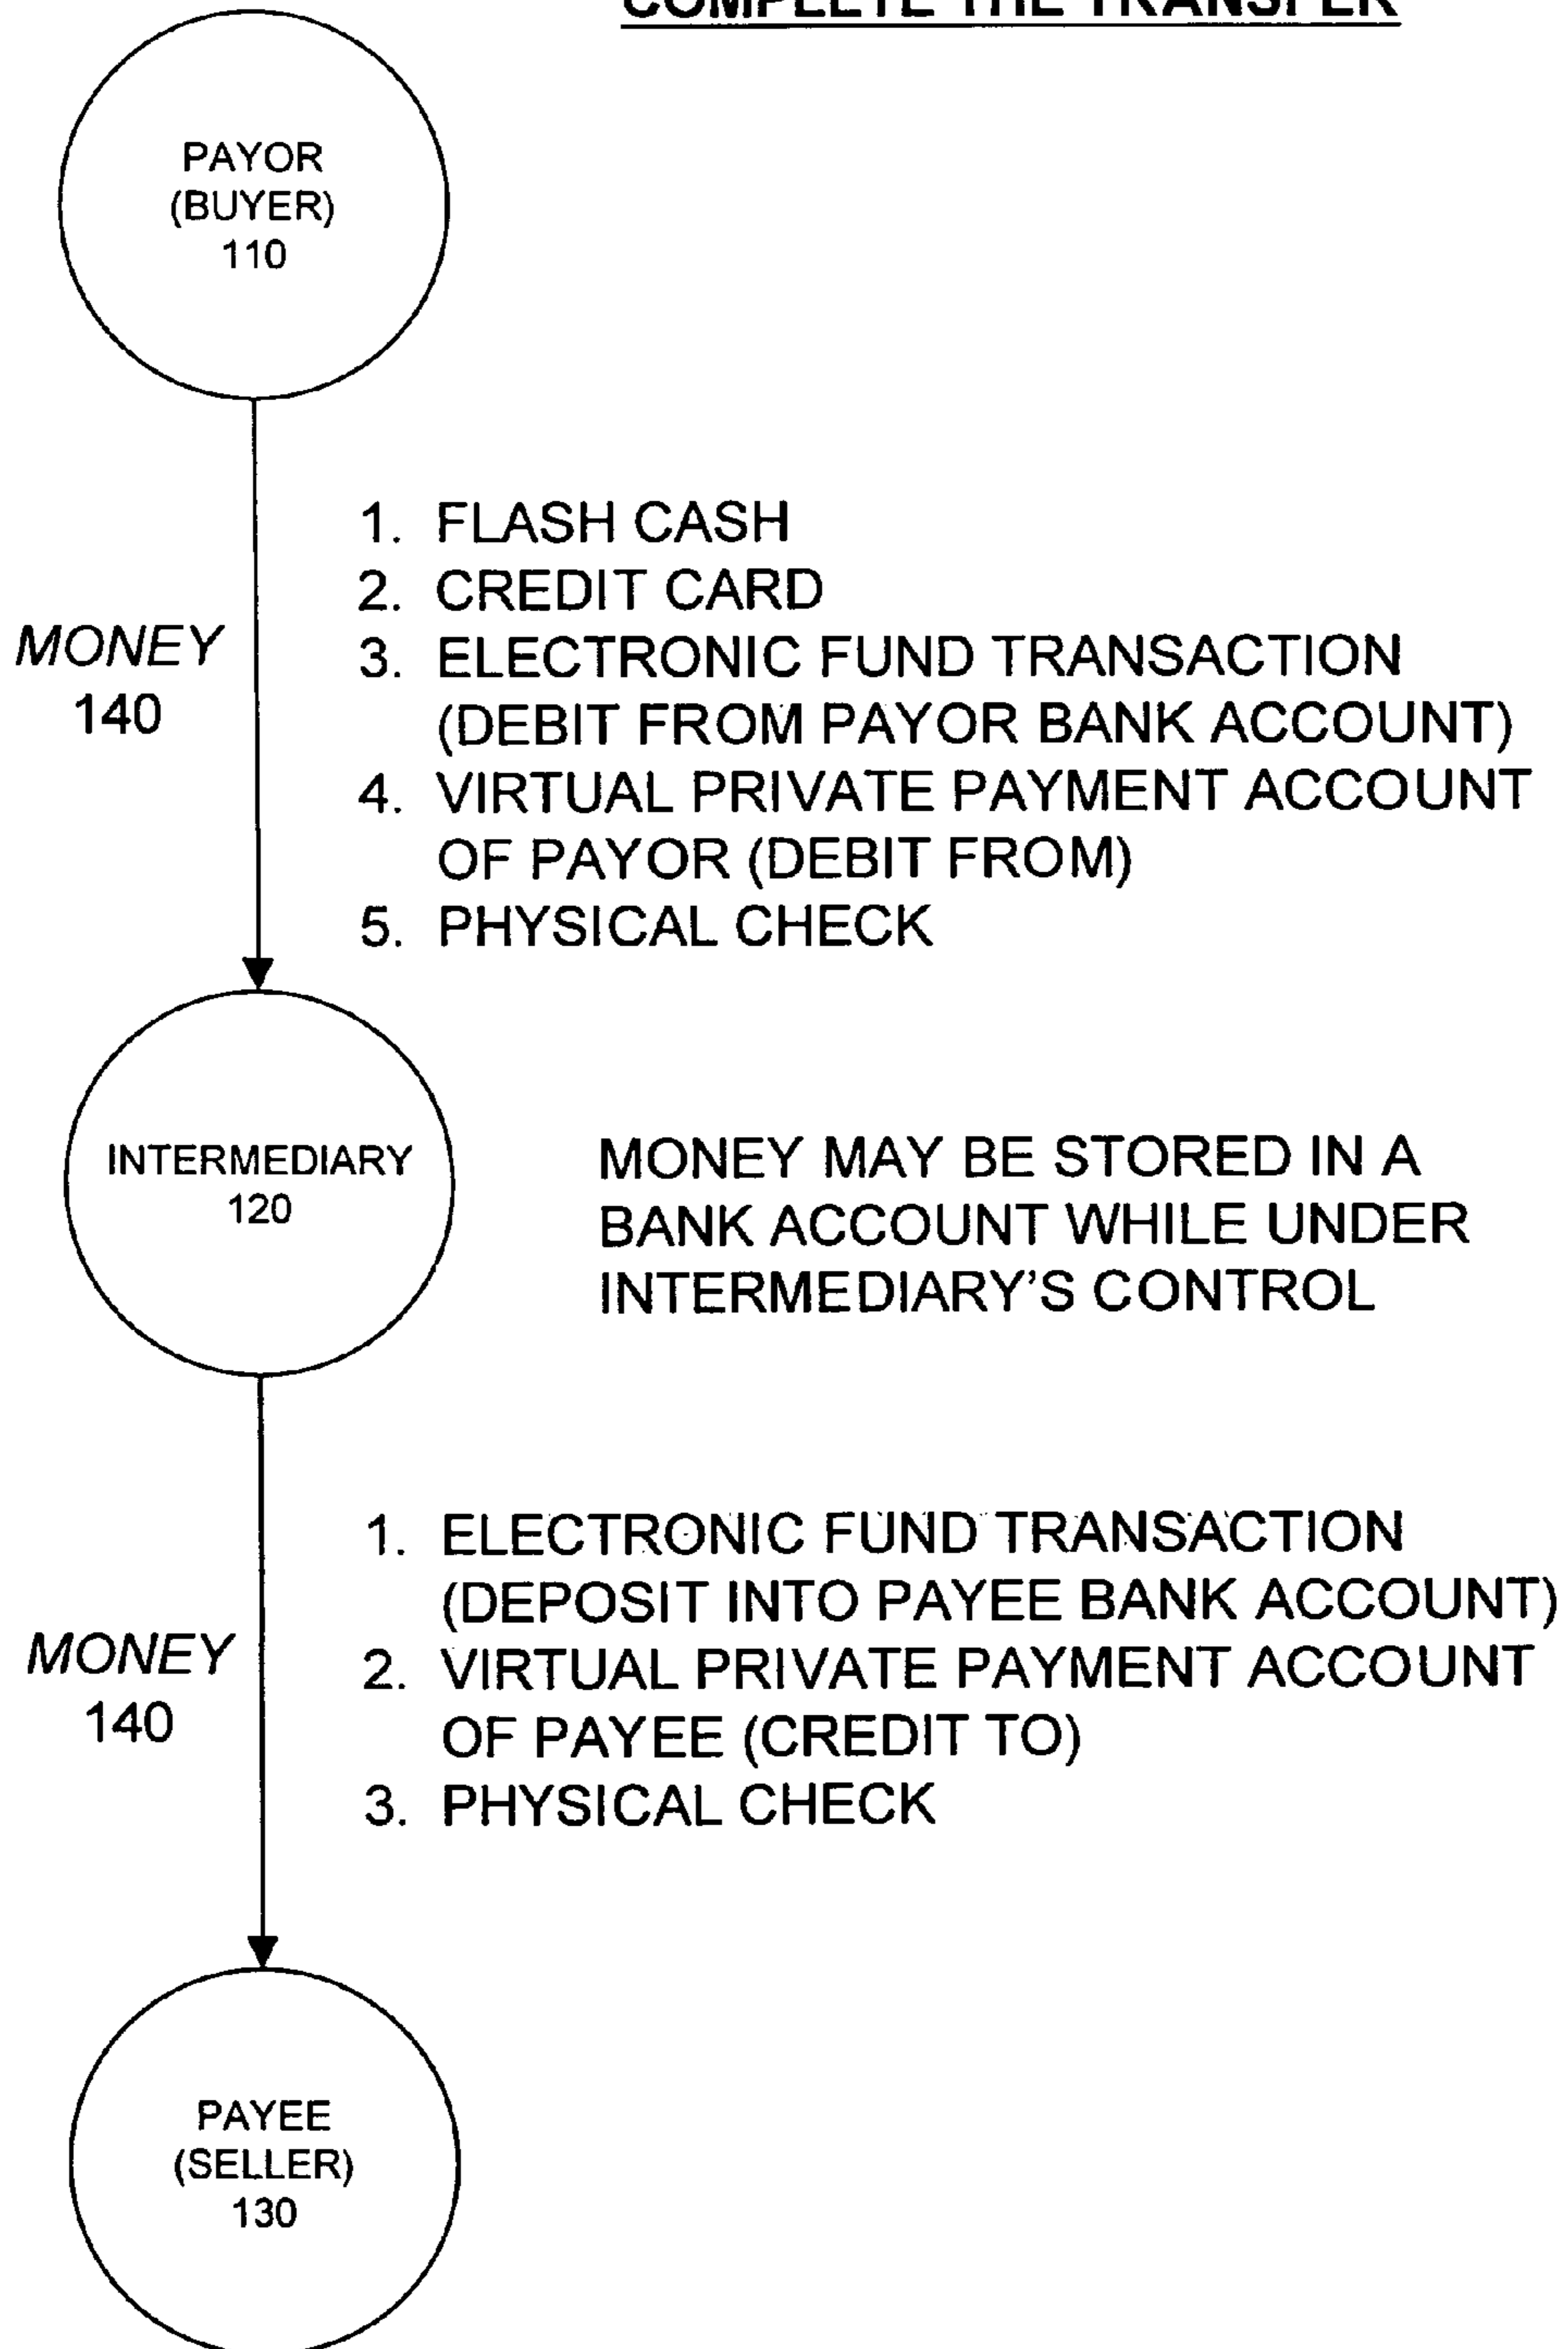 COMPLETE THE TRANSFER
PAYOR
(BUYER)
110
1. FLASH CASH
2. CREDIT CARD
3. ELECTRONIC FUND TRANSACTION
(DEBIT FROM PAYOR BANK ACCOUNT)
4. VIRTUAL PRIVATE PAYMENT ACCOUNT
OF PAYOR (DEBIT FROM)
5. PHYSICAL CHECK
MONEY
140
INTERMEDIARY
120
MONEY MAY BE STORED IN A
BANK ACCOUNT WHILE UNDER
INTERMEDIARY'S CONTROL
1. ELECTRONIC FUND TRANSACTION
(DEPOSIT INTO PAYEE BANK ACCOUNT)
2. VIRTUAL PRIVATE PAYMENT ACCOUNT
OF PAYEE (CREDIT TO)
3. PHYSICAL CHECK
MONEY
140
PAYEE
(SELLER)
130